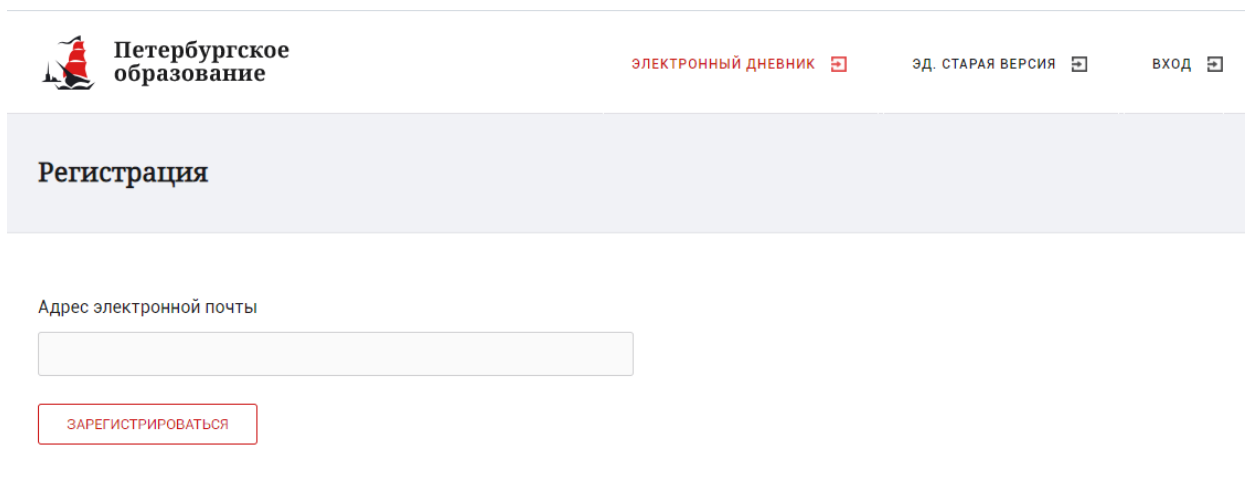 Петербургское
образование
ЭЛЕКТРОННЫЙ ДНЕВНИК
ЭД. СТАРАЯ ВЕРСИЯ
ВХОД
Регистрация
Адрес электронной почты
ЗАРЕГИСТРИРОВАТЬСЯ